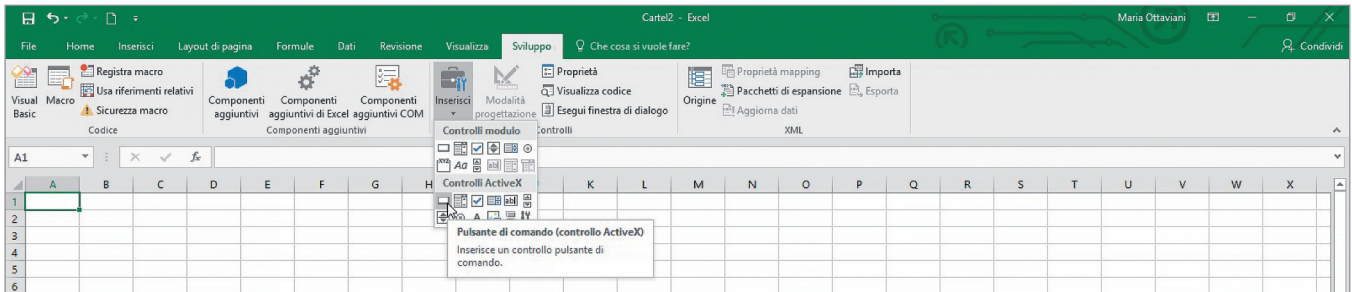 Cartel2 - Excel
Maria Ottaviani
File Home Inserisci Layout di pagina Formule Dati Revisione Visualizza Sviluppo Che cosa si vuole fare? Condividi
Visual Basic
Macro
Registra macro
Usa riferimenti relativi
Sicurezza macro
Codice
Componenti aggiuntivi
Componenti aggiuntivi di Excel
Componenti aggiuntivi COM
Componenti aggiuntivi
Inserisci
Modalità progettazione
Proprietà
Visualizza codice
Esegui finestra di dialogo
Controlli
Origine
Proprietà mapping
Pacchetti di espansione
Aggiorna dati
Importa
Esporta
XML
Controlli modulo
Aa
ab|
Controlli ActiveX
ab|
A
Pulsante di comando (controllo ActiveX)
Inserisce un controllo pulsante di
comando.
A1
fx
A B C D E F G H K L M N O P Q R S T U V W X
1
2
3
4
5
6